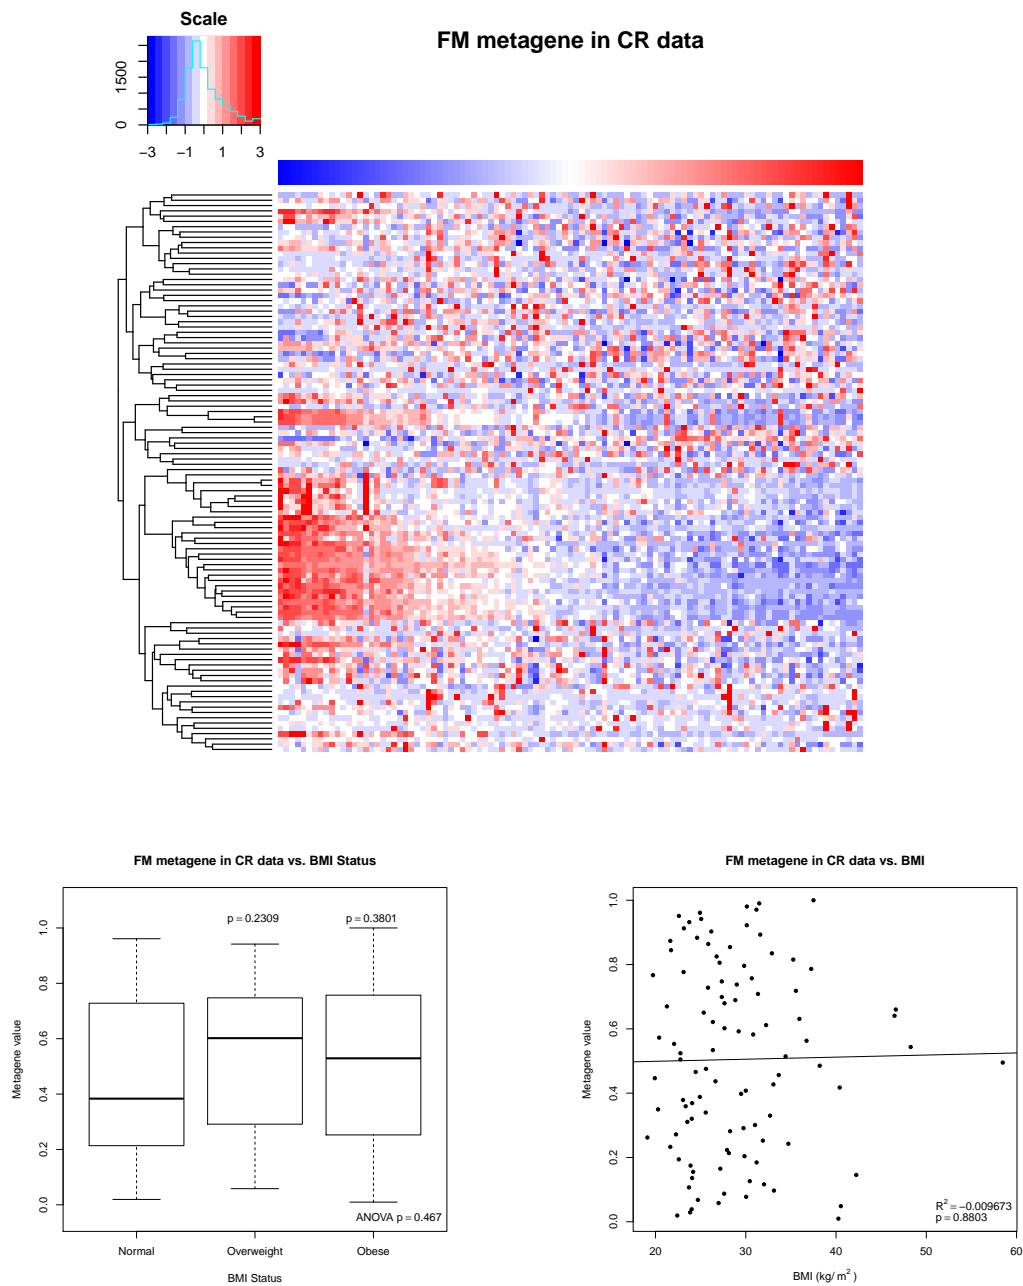 Scale
FM metagene in CR data
0 1500
−3 −1 1 3
FM metagene in CR data vs. BMI Status
p = 0.2309
p = 0.3801
Metagene value
0.0 0.2 0.4 0.6 0.8 1.0
ANOVA p = 0.467
Normal Overweight Obese
BMI Status
FM metagene in CR data vs. BMI
Metagene value
0.0 0.2 0.4 0.6 0.8 1.0
R² = −0.009673
p = 0.8803
20 30 40 50 60
BMI (kg/ m²)